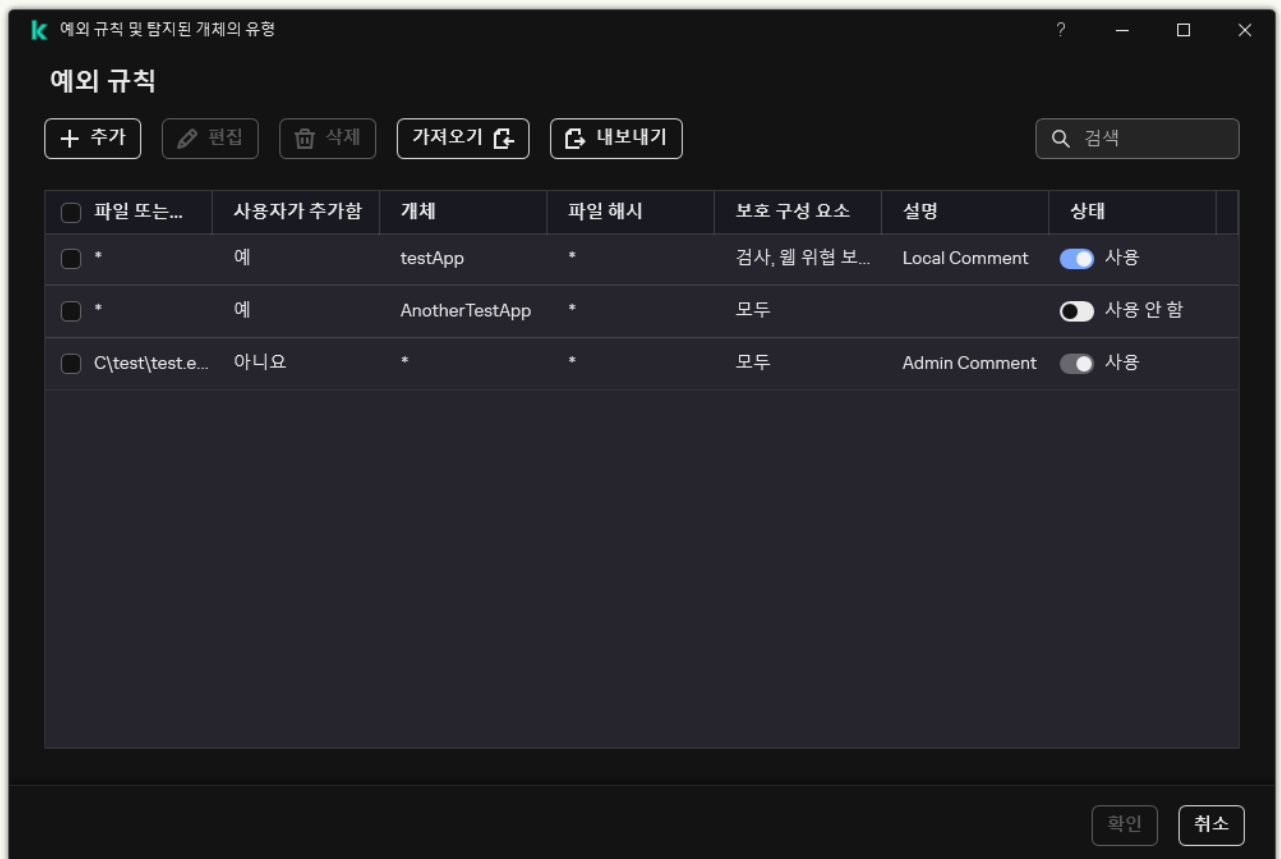 예외 규칙 및 탐지된 개체의 유형
예외 규칙
추가 편집 삭제 가져오기 내보내기 검색
파일 또는... 사용자가 추가함 개체 파일 해시 보호 구성 요소 설명 상태
* 예 testApp * 검사, 웹 위협 보... Local Comment 사용
* 예 AnotherTestApp * 모두 사용 안 함
C\test\test.e... 아니요 * * 모두 Admin Comment 사용
확인 취소